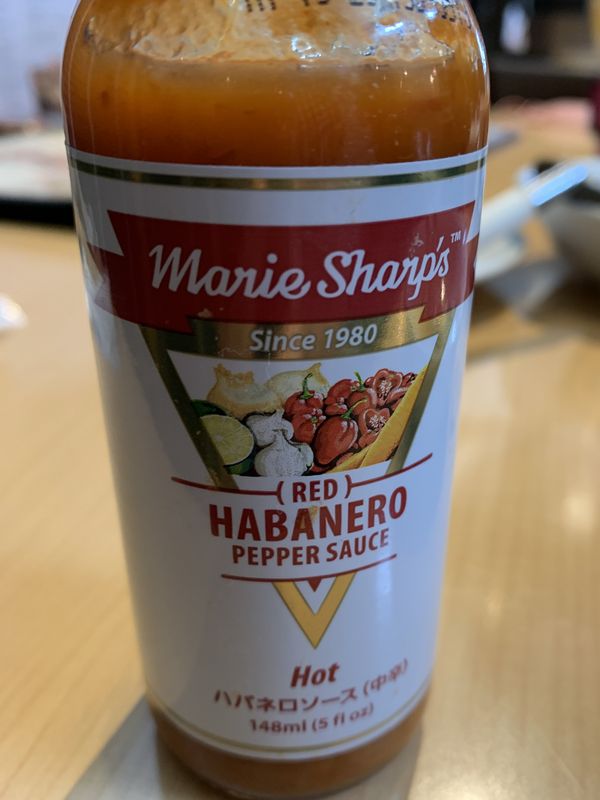 Marie Sharp's™
Since 1980
( RED )
HABANERO
PEPPER SAUCE
Hot
ハバネロソース(中辛)
148ml (5 fl oz)